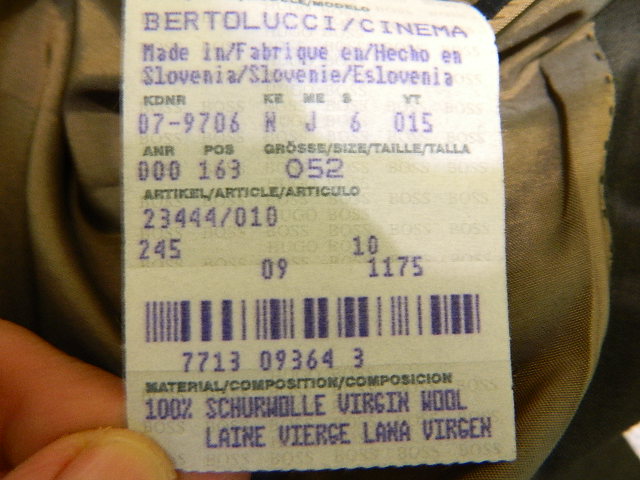 BERTOLUCCI/CINEMA
Made in/Fabrique en/Hecho en
Slovenia/Slovenie/Eslovenia
KDNR KE ME S YT
07-9706 N J 6 015
ANR POS GRÖSSE/SIZE/TAILLE/TALLA
000 163 052
ARTIKEL/ARTICLE/ARTICULO
23444/010
245 10
09 1175
7713 09364 3
MATERIAL/COMPOSITION/COMPOSICION
100% SCHURWOLLE VIRGIN WOOL
LAINE VIERGE LANA VIRGEN